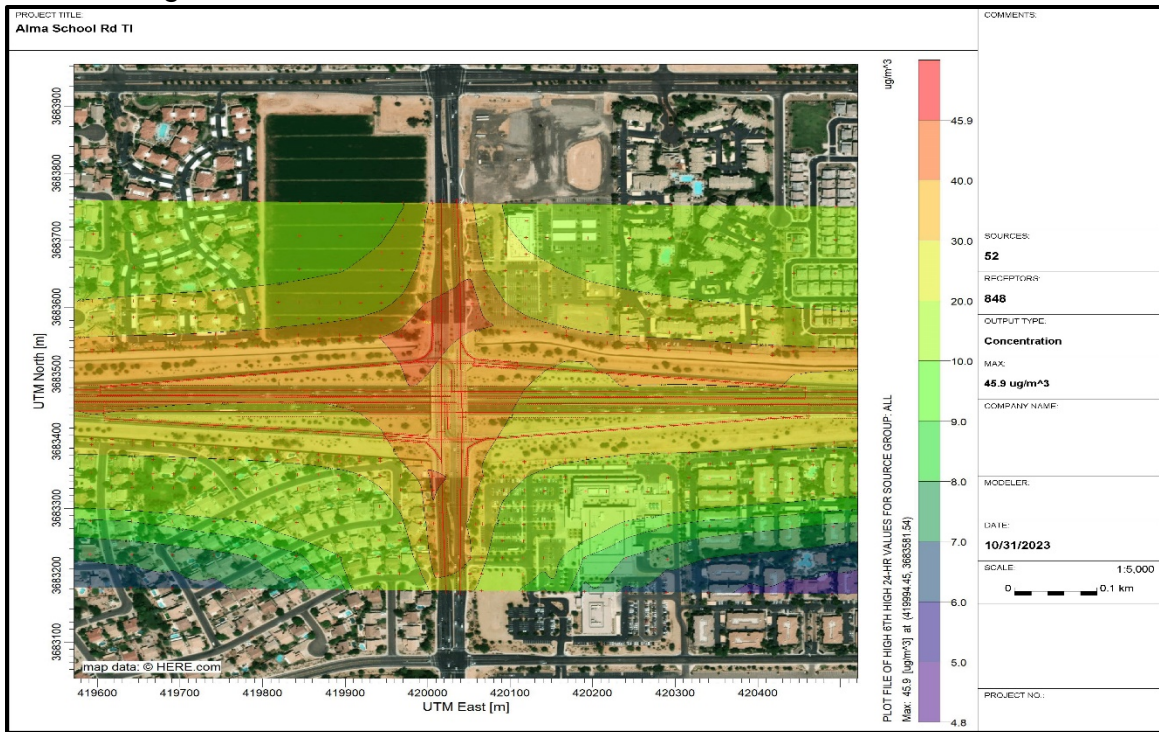 PROJECT TITLE:
Alma School Rd TI
COMMENTS:
SOURCES:
52
RECEPTORS:
848
OUTPUT TYPE:
Concentration
MAX:
45.9 ug/m^3
COMPANY NAME:
MODELER:
DATE:
10/31/2023
SCALE:
1:5,000
0
0.1 km
PROJECT NO.:
UTM North [m]
3683900
3683800
3683700
3683600
3683500
3683400
3683300
3683200
3683100
map data: © HERE.com
419600 419700 419800 419900 420000 420100 420200 420300 420400
UTM East [m]
PLOT FILE OF HIGH 6TH HIGH 24-HR VALUES FOR SOURCE GROUP: ALL
Max: 45.9 [ug/m^3] at (419994.45, 3683581.54)
ug/m^3
45.9
40.0
30.0
20.0
10.0
9.0
8.0
7.0
6.0
5.0
4.8